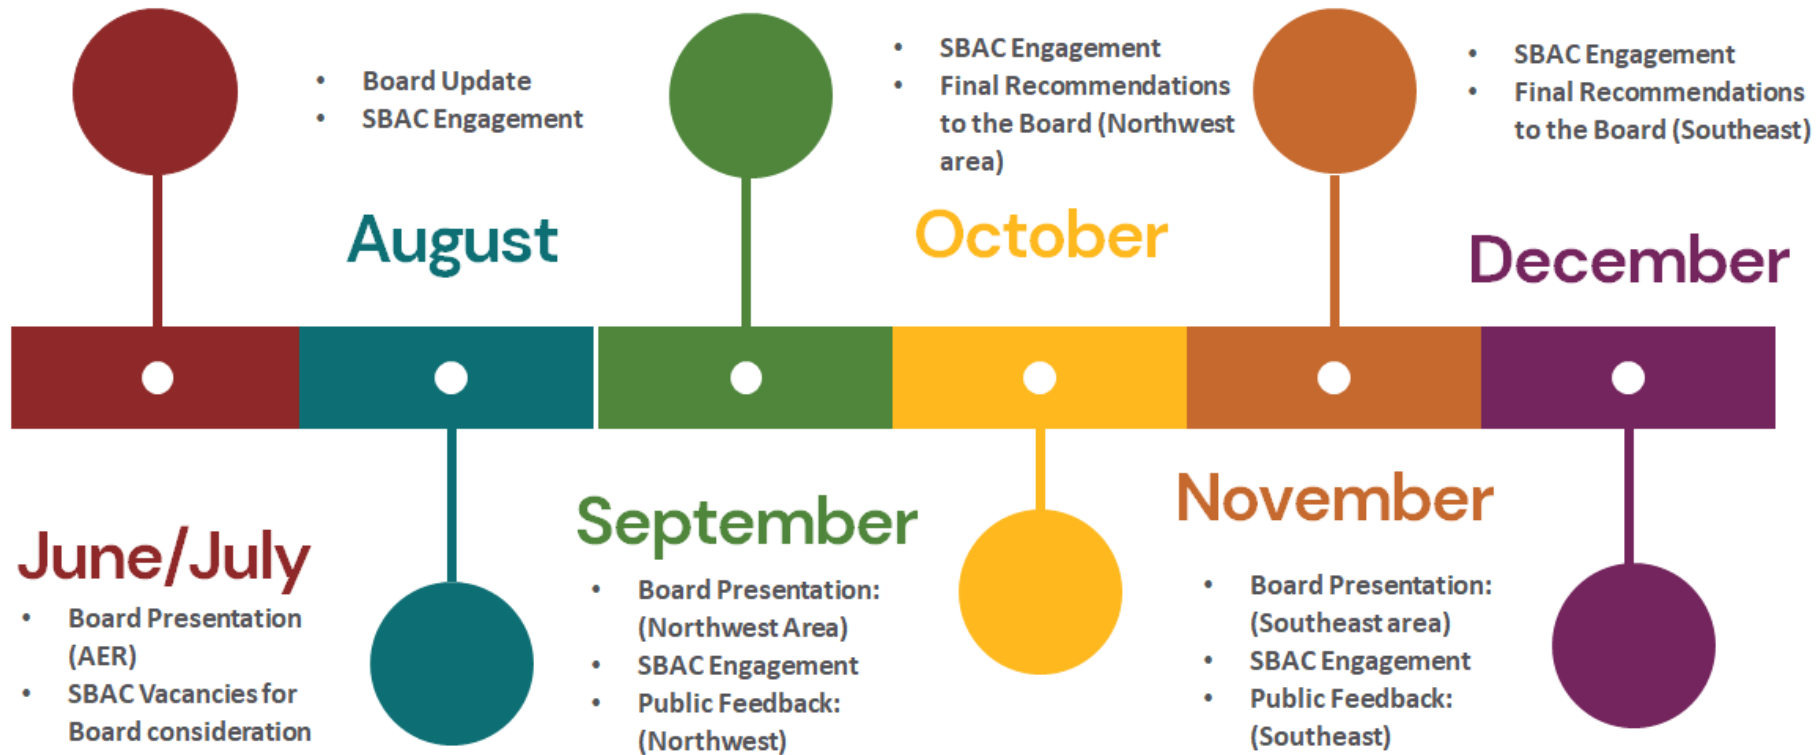 June/July
• Board Presentation
(AER)
• SBAC Vacancies for
Board consideration
• Board Update
• SBAC Engagement
August
September
• Board Presentation:
(Northwest Area)
• SBAC Engagement
• Public Feedback:
(Northwest)
• SBAC Engagement
• Final Recommendations
to the Board (Northwest
area)
October
November
• Board Presentation:
(Southeast area)
• SBAC Engagement
• Public Feedback:
(Southeast)
• SBAC Engagement
• Final Recommendations
to the Board (Southeast)
December